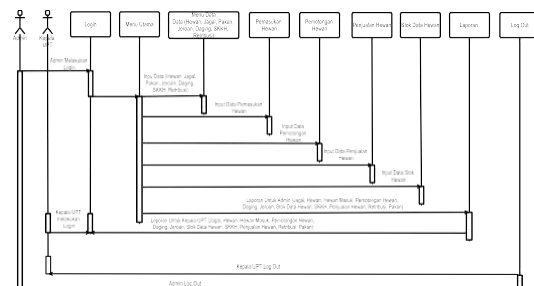 Admin
Kepala
UPT
Login
Menu Utama
Menu Data
Data (Hewan, Jagal, Pakan
Jeroan, Daging, SKKH,
Retribusi)
Pemasukan
Hewan
Pemotongan
Hewan
Penjualan Hewan
Stok Data Hewan
Laporan
Log Out
Admin Melakukan
Login
Input Data (Hewan, Jagal,
Pakan, Jeroan, Daging,
SKKH, Retribusi)
Input Data Pemasukan
Hewan
Input Data
Pemotongan
Hewan
Input Data Penjualan
Hewan
Input Data Stok
Hewan
Laporan Untuk Admin (Jagal, Hewan, Hewan Masuk, Pemotongan Hewan,
Daging, Jeroan, Stok Data Hewan, SKKH, Penjualan Hewan, Retribusi, Pakan)
Kepala UPT
Melakukan
Login
Laporan Untuk Kepala UPT (Jagal, Hewan, Hewan Masuk, Pemotongan Hewan,
Daging, Jeroan, Stok Data Hewan, SKKH, Penjualan Hewan, Retribusi, Pakan)
Kepala UPT Log Out
Admin Log Out